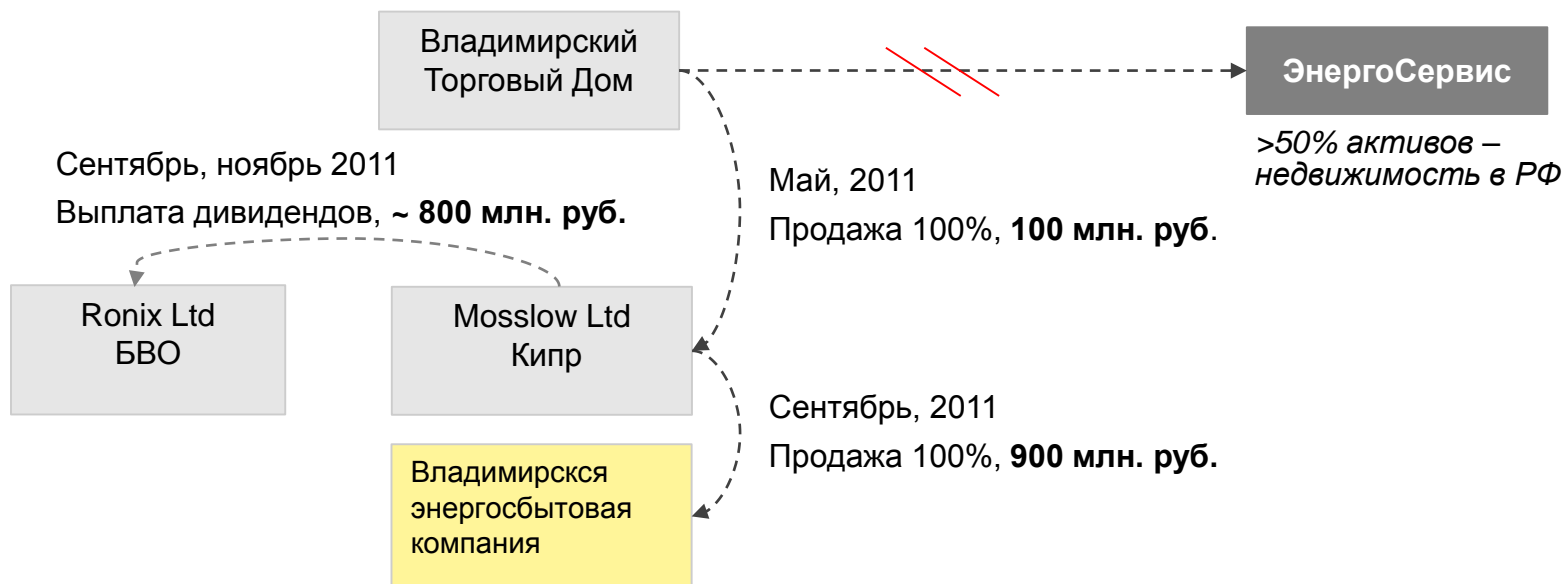 Владимирский
Торговый Дом
ЭнергоСервис
>50% активов –
недвижимость в РФ
Сентябрь, ноябрь 2011
Выплата дивидендов, ~ 800 млн. руб.
Май, 2011
Продажа 100%, 100 млн. руб.
Ronix Ltd
БВО
Mosslow Ltd
Кипр
Сентябрь, 2011
Продажа 100%, 900 млн. руб.
Владимирскся
энергосбытовая
компания